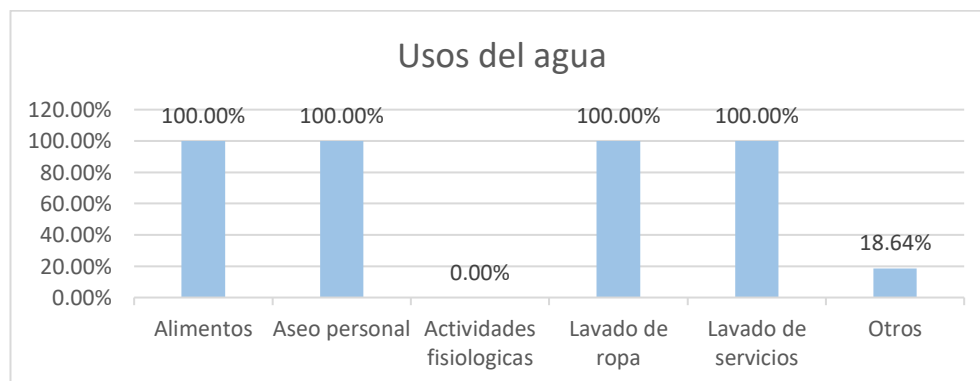 Usos del agua
120.00%
100.00%
80.00%
60.00%
40.00%
20.00%
0.00%
100.00%
100.00%
0.00%
100.00%
100.00%
18.64%
Alimentos
Aseo personal
Actividades
fisiologicas
Lavado de
ropa
Lavado de
servicios
Otros